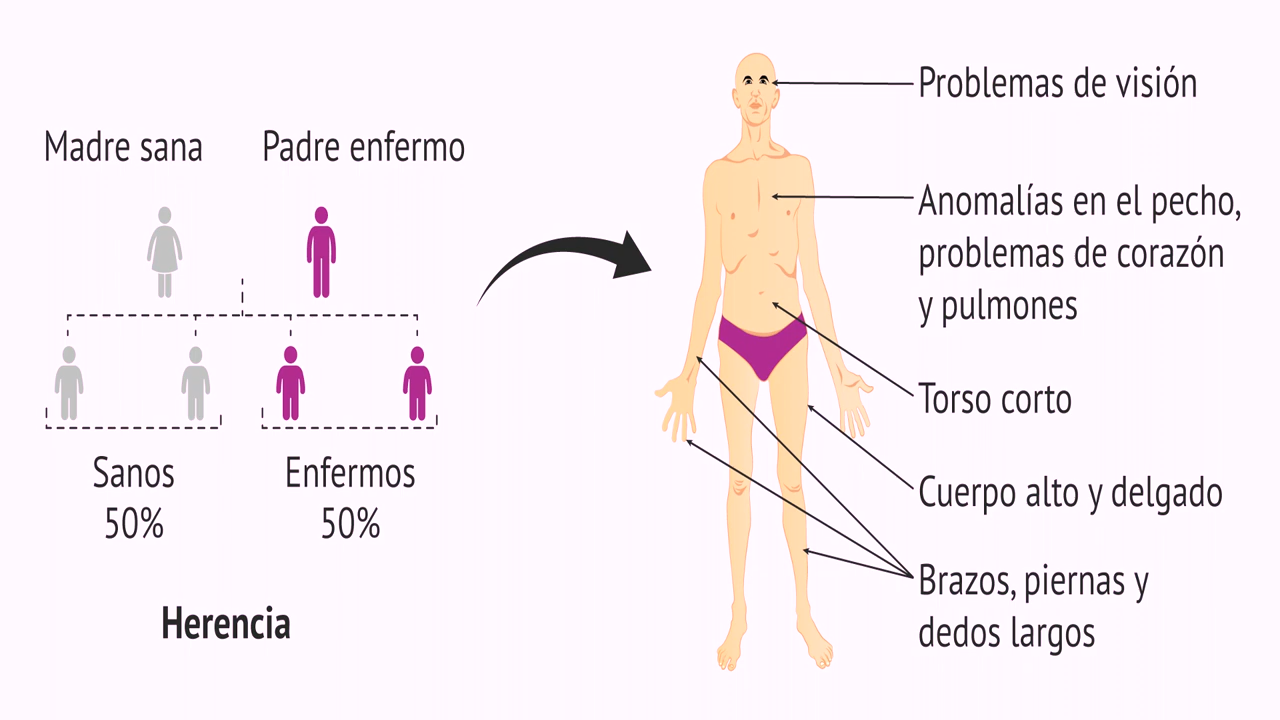 Madre sana
Padre enfermo
Sanos
50%
Enfermos
50%
Herencia
Problemas de visión
Anomalías en el pecho,
problemas de corazón
y pulmones
Torso corto
Cuerpo alto y delgado
Brazos, piernas y
dedos largos